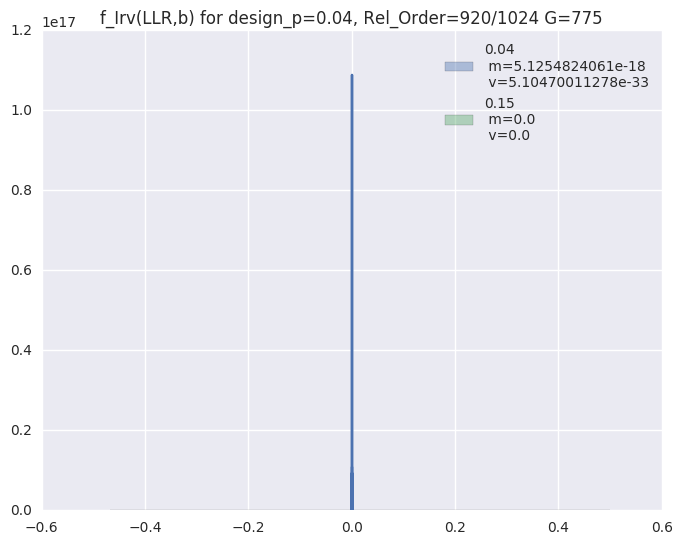 f_Irv(LLR,b) for design_p=0.04, Rel_Order=920/1024 G=775
1e17
1.2
1.0
0.8
0.6
0.4
0.2
0.0
0.04
m=5.1254824061e-18
v=5.10470011278e-33
0.15
m=0.0
v=0.0
−0.6 −0.4 −0.2 0.0 0.2 0.4 0.6